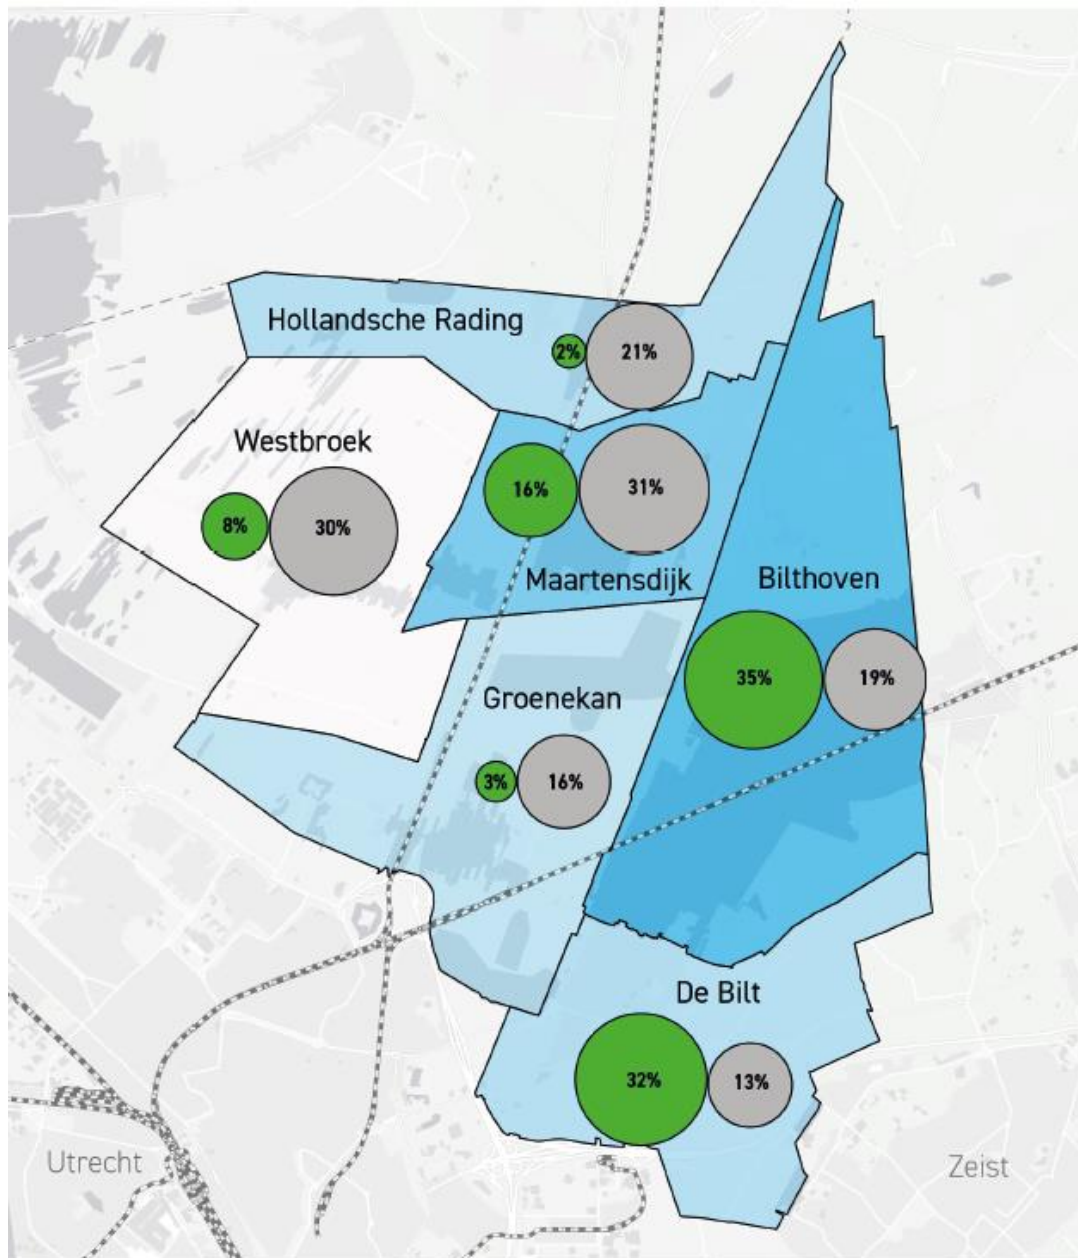 Hollandsche Rading
2%
21%
Westbroek
8%
30%
16%
31%
Maartensdijk
Bilthoven
35%
19%
Groenekan
3%
16%
De Bilt
32%
13%
Utrecht
Zeist